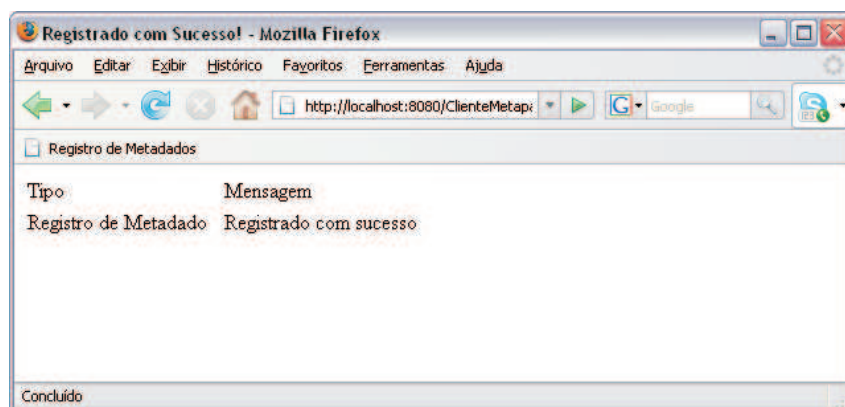 Registrado com Sucesso! - Mozilla Firefox
Arquivo Editar Exibir Histórico Favoritos Ferramentas Ajuda
http://localhost:8080/ClienteMetapa G Google
Registro de Metadados
Tipo Mensagem
Registro de Metadado Registrado com sucesso
Concluído